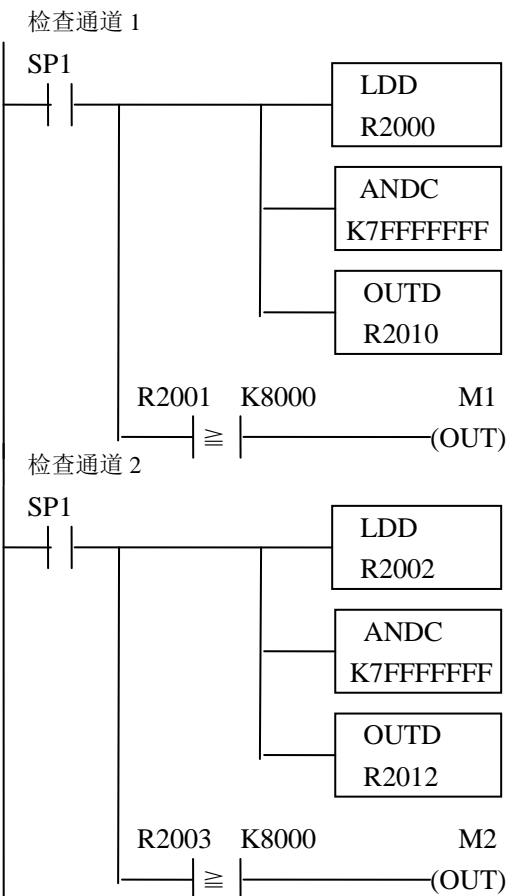 检查通道 1
SP1
LDD
R2000
ANDC
K7FFFFFFF
OUTD
R2010
R2001 K8000 M1
≧ (OUT)
检查通道 2
SP1
LDD
R2002
ANDC
K7FFFFFFF
OUTD
R2012
R2003 K8000 M2
≧ (OUT)